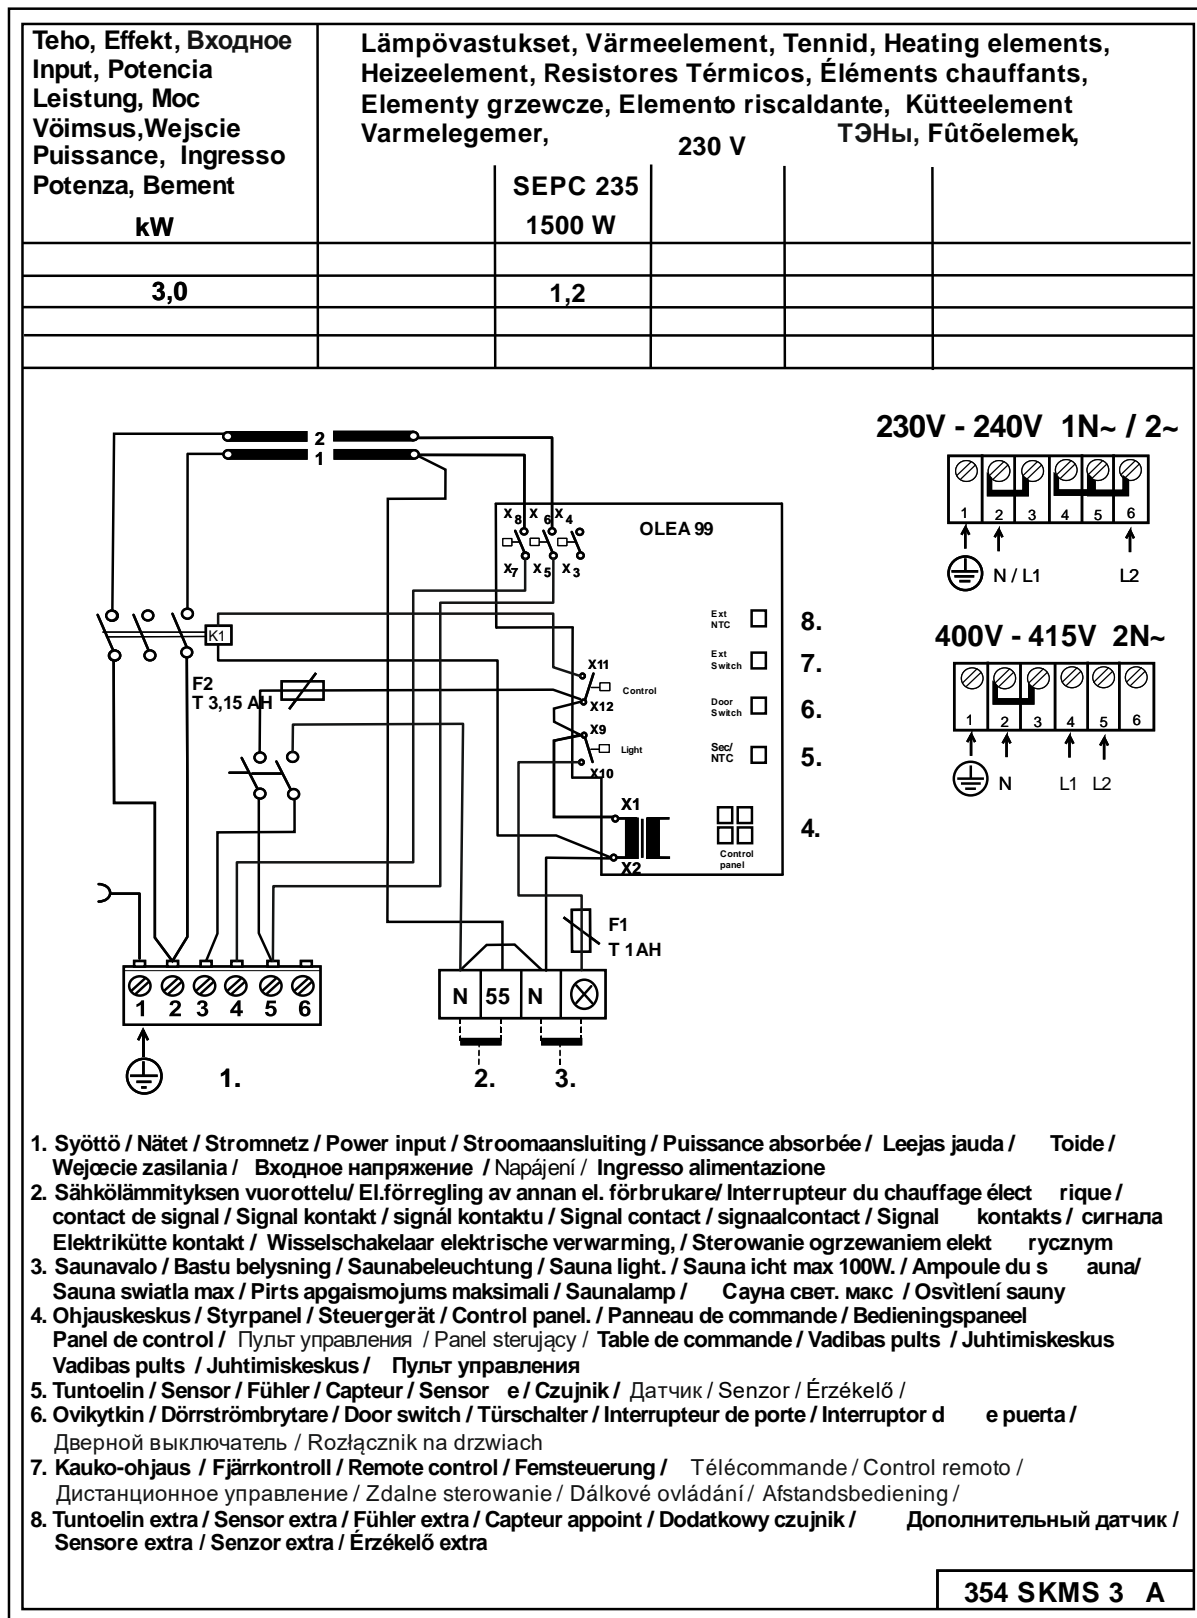 Teho, Effekt, Входное
Input, Potencia
Leistung, Moc
Vöimsus,Wejscie
Puissance, Ingresso
Potenza, Bement
kW
Lämpövastukset, Värmeelement, Tennid, Heating elements,
Heizeelement, Resistores Térmicos, Éléments chauffants,
Elementy grzewcze, Elemento riscaldante, Kütteelement
Varmelegemer, 230 V ТЭНы, Fûtõelemek,
SEPC 235
1500 W
3,0 1,2
230V - 240V 1N~ / 2~
1 2 3 4 5 6
N / L1 L2
400V - 415V 2N~
1 2 3 4 5 6
N L1 L2
2
1
X8 X6 X4
X7 X5 X3
OLEA 99
K1
F2
T 3,15 AH
X11
Control
X12
X9
Light
X10
X1
X2
Ext
NTC
8.
Ext
Switch
7.
Door
Switch
6.
Sec/
NTC
5.
4.
Control
panel
F1
T 1AH
1 2 3 4 5 6
N 55 N
1. 2. 3.
1. Syöttö / Nätet / Stromnetz / Power input / Stroomaansluiting / Puissance absorbée / Leejas jauda / Toide /
Wejœcie zasilania / Входное напряжение / Napájení / Ingresso alimentazione
2. Sähkölämmityksen vuorottelu/ El.förregling av annan el. förbrukare/ Interrupteur du chauffage élect rique /
contact de signal / Signal kontakt / signál kontaktu / Signal contact / signaalcontact / Signal kontakts / сигнала
Elektrikütte kontakt / Wisselschakelaar elektrische verwarming, / Sterowanie ogrzewaniem elekt rycznym
3. Saunavalo / Bastu belysning / Saunabeleuchtung / Sauna light. / Sauna icht max 100W. / Ampoule du s auna/
Sauna swiatla max / Pirts apgaismojums maksimali / Saunalamp / Сауна свет. макс / Osvìtlení sauny
4. Ohjauskeskus / Styrpanel / Steuergerät / Control panel. / Panneau de commande / Bedieningspaneel
Panel de control / Пульт управления / Panel sterujący / Table de commande / Vadibas pults / Juhtimiskeskus
Vadibas pults / Juhtimiskeskus / Пульт управления
5. Tuntoelin / Sensor / Fühler / Capteur / Sensor e / Czujnik / Датчик / Senzor / Érzékelő /
6. Ovikytkin / Dörrströmbrytare / Door switch / Türschalter / Interrupteur de porte / Interruptor d e puerta /
Дверной выключатель / Rozłącznik na drzwiach
7. Kauko-ohjaus / Fjärrkontroll / Remote control / Fernsteuerung / Télécommande / Control remoto /
Дистанционное управление / Zdalne sterowanie / Dálkové ovládání / Afstandsbediening /
8. Tuntoelin extra / Sensor extra / Fühler extra / Capteur appoint / Dodatkowy czujnik / Дополнительный датчик /
Sensore extra / Senzor extra / Érzékelő extra
354 SKMS 3 A